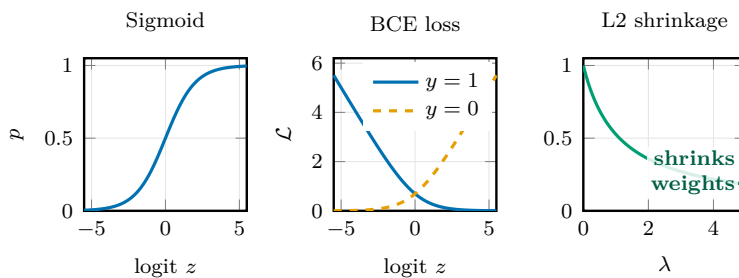 Sigmoid
p
1
0.5
0
−5
0
5
logit z
BCE loss
ℒ
6
4
2
0
−5
0
5
y = 1
y = 0
logit z
L2 shrinkage
1
0.5
0
0
2
4
shrinks
weights
λ